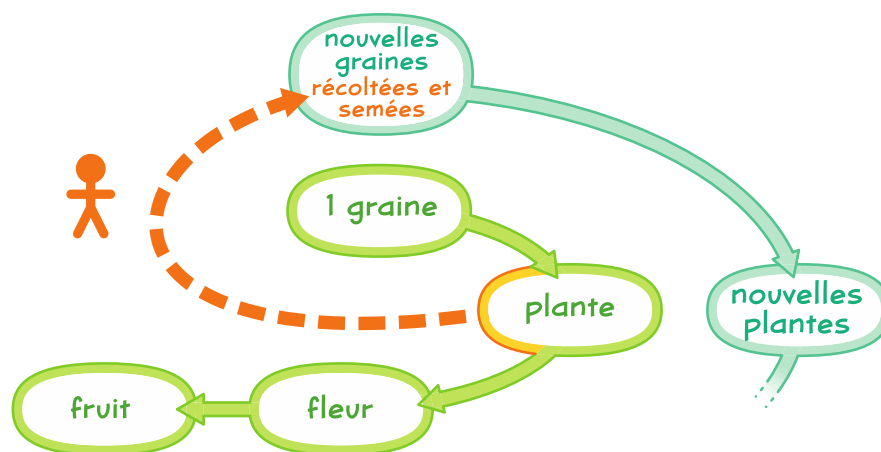 nouvelles
graines
récoltées et
semées
1 graine
plante
nouvelles
plantes
fleur
fruit